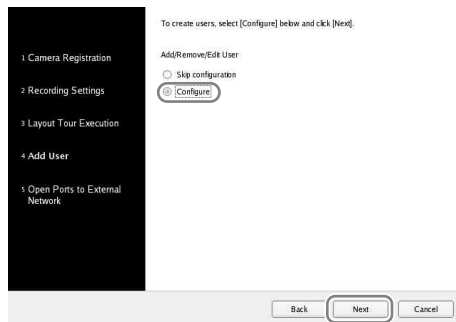 To create users, select [Configure] below and click [Next].
1 Camera Registration
2 Recording Settings
3 Layout Tour Execution
4 Add User
5 Open Ports to External
Network
Add/Remove/Edit User
Skip configuration
Configure
Back
Next
Cancel